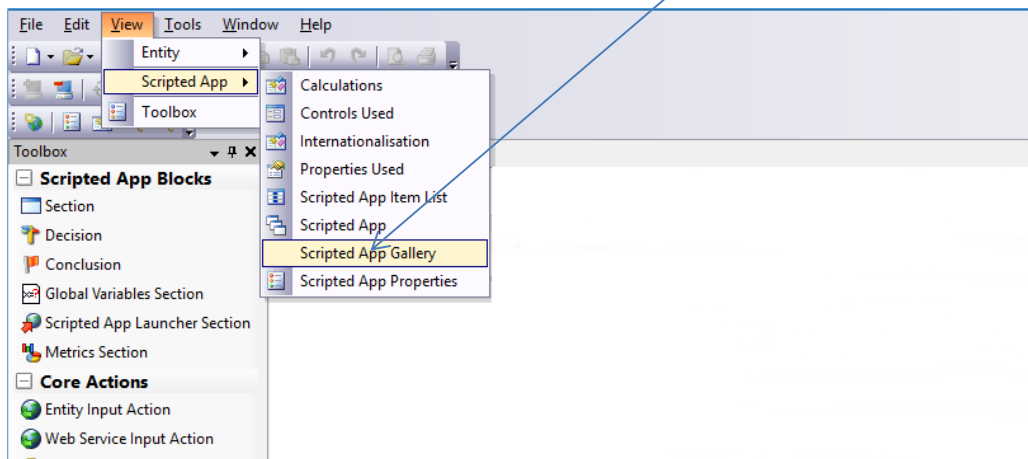 File Edit View Tools Window Help
Entity
Scripted App
Toolbox
Calculations
Controls Used
Internationalisation
Properties Used
Scripted App Item List
Scripted App
Scripted App Gallery
Scripted App Properties
Toolbox
Scripted App Blocks
Section
Decision
Conclusion
Global Variables Section
Scripted App Launcher Section
Metrics Section
Core Actions
Entity Input Action
Web Service Input Action